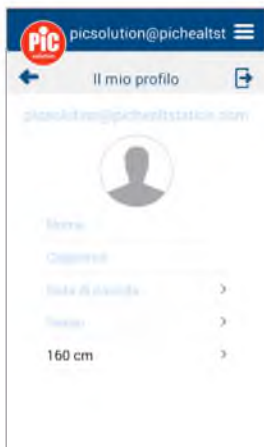 PiC
solution
picsolution@pichealtst
Il mio profilo
picsolution@pichealthstation.com
Nome
Cognome
Data di nascita
Sesso
160 cm